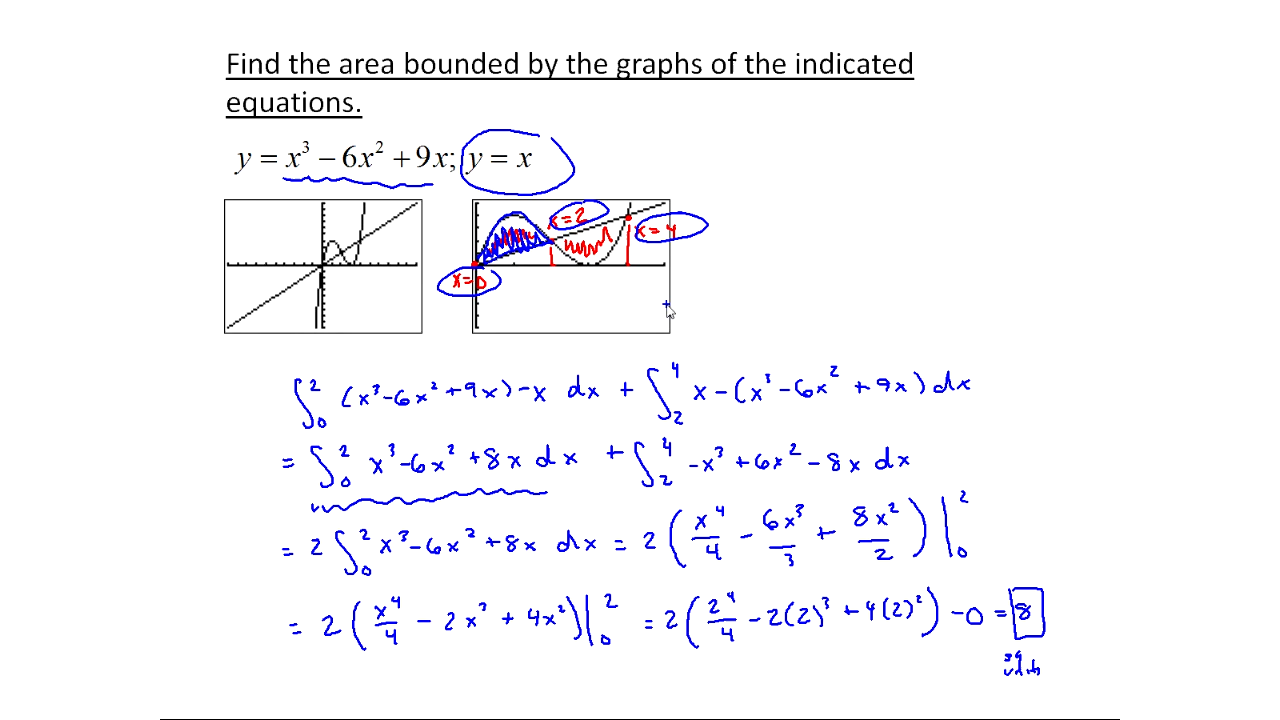 Find the area bounded by the graphs of the indicated
equations.
y = x³ − 6x² + 9x; y = x
x=2
x=4
x=0
∫₀² (x³-6x²+9x)-x dx + ∫₂⁴ x-(x³-6x²+9x)dx
= ∫₀² x³-6x²+8x dx + ∫₂⁴ -x³+6x²-8x dx
= 2 ∫₀² x³-6x²+8x dx = 2 (x⁴/4 - 6x³/3 + 8x²/2) |₀²
= 2 (x⁴/4 - 2x³ + 4x²) |₀² = 2 (2⁴/4 - 2(2)³ + 4(2)²) - 0 = 8